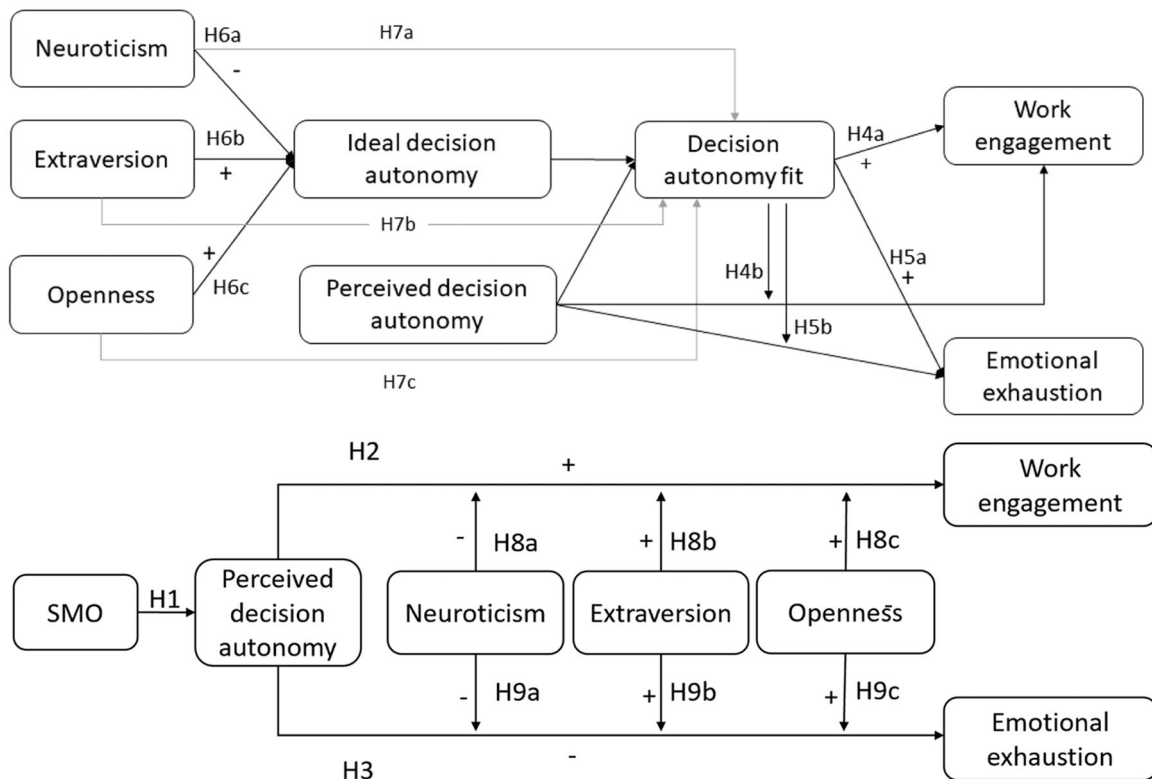 Neuroticism
H6a
-
H7a
Extraversion
H6b
+
Ideal decision
autonomy
Decision
autonomy fit
H4a
+
Work
engagement
H7b
Openness
+
H6c
Perceived decision
autonomy
H4b
H5a
+
H5b
H7c
Emotional
exhaustion
H2
+
Work
engagement
-
H8a
+
H8b
+
H8c
SMO
H1
Perceived
decision
autonomy
Neuroticism
Extraversion
Openness
-
H9a
+
H9b
+
H9c
H3
-
Emotional
exhaustion